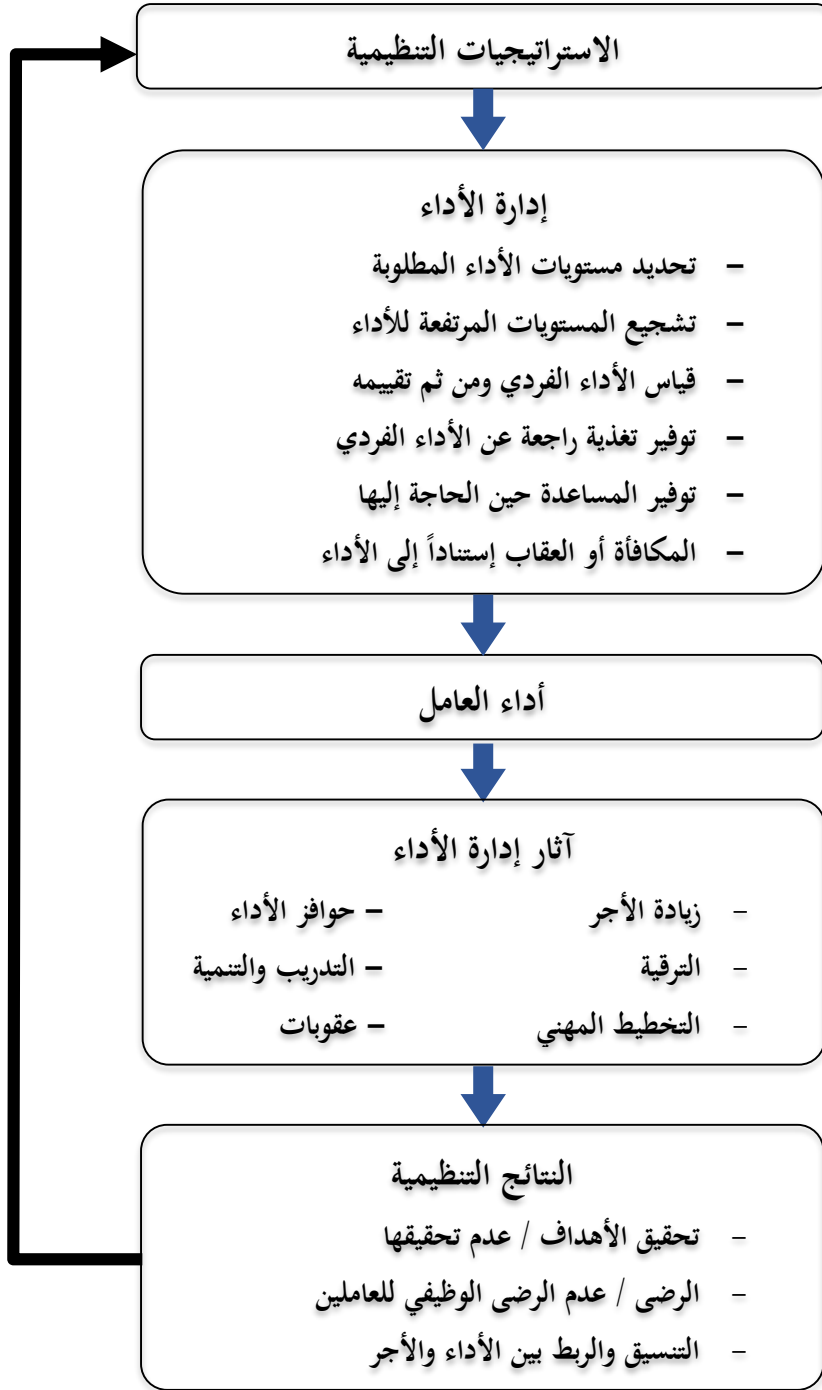 الاستراتيجيات التنظيمية
إدارة الأداء
– تحديد مستويات الأداء المطلوبة
– تشجيع المستويات المرتفعة للأداء
– قياس الأداء الفردي ومن ثم تقييمه
– توفير تغذية راجعة عن الأداء الفردي
– توفير المساعدة حين الحاجة إليها
– المكافأة أو العقاب إستناداً إلى الأداء
أداء العامل
آثار إدارة الأداء
– زيادة الأجر – حوافز الأداء
– الترقية – التدريب والتنمية
– التخطيط المهني – عقوبات
النتائج التنظيمية
– تحقيق الأهداف / عدم تحقيقها
– الرضى / عدم الرضى الوظيفي للعاملين
– التنسيق والربط بين الأداء والأجر